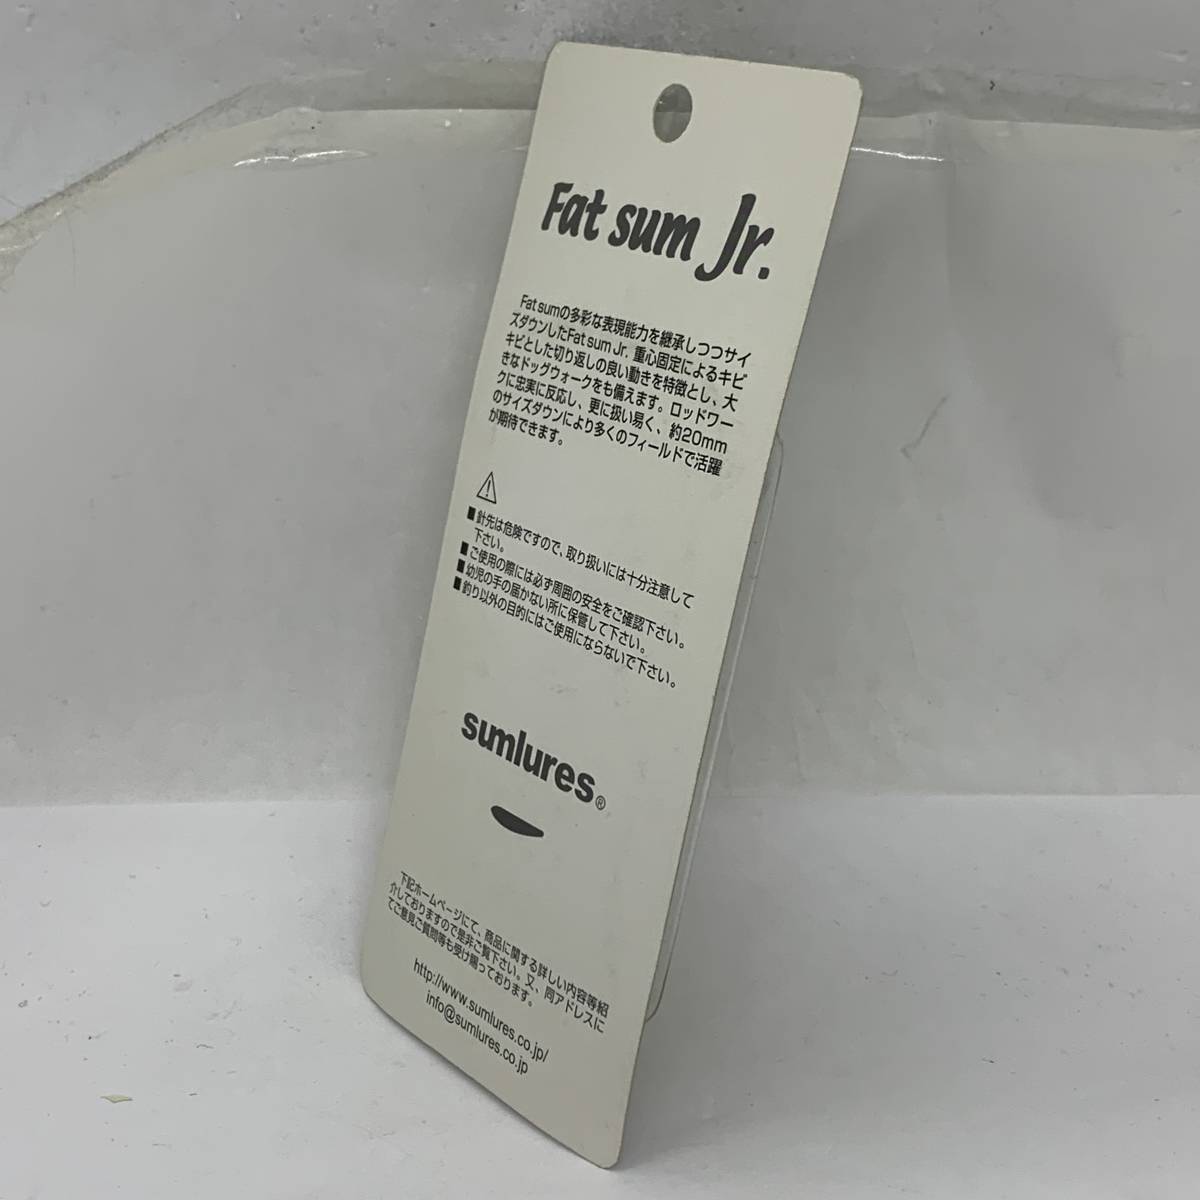 Fat sum Jr.
Fat sumの多彩な表現能力を継承しつつサイ
ズダウンしたFat sum Jr. 重心固定によるキビ
キビとした切り返しの良い動きを特徴とし、大
きなドッグウォークをも備えます。ロッドワー
クに忠実に反応し、更に扱い易く、約20mm
のサイズダウンにより多くのフィールドで活躍
が期待できます。
■針先は危険ですので、取り扱いには十分注意して
下さい。
■ご使用の際には必ず周囲の安全をご確認下さい。
■幼児の手の届かない所に保管して下さい。
■釣り以外の目的にはご使用にならないで下さい。
sumlures®
下記ホームページにて、商品に関する詳しい内容等紹
介しておりますので是非ご覧下さい。又、同アドレスに
てご意見ご質問等も受け賜っております。
http://www.sumlures.co.jp/
info@sumlures.co.jp